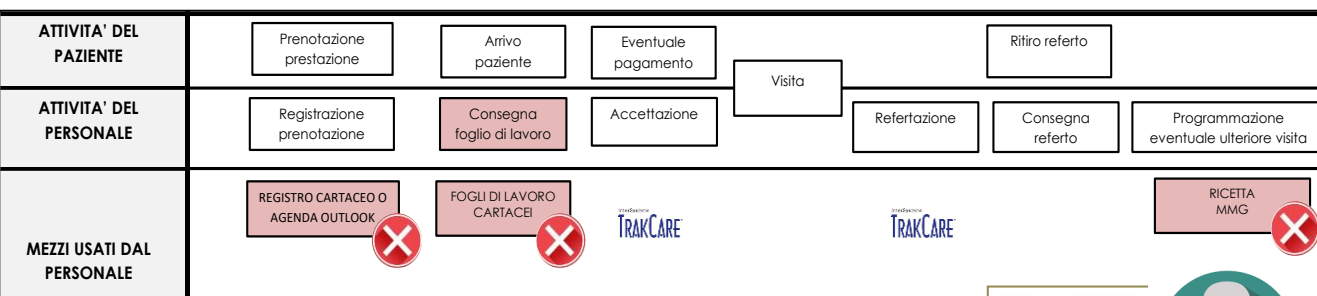 ATTIVITA' DEL
PAZIENTE
Prenotazione
prestazione
Arrivo
paziente
Eventuale
pagamento
Visita
Ritiro referto
ATTIVITA' DEL
PERSONALE
Registrazione
prenotazione
Consegna
foglio di lavoro
Accettazione
Refertazione
Consegna
referto
Programmazione
eventuale ulteriore visita
MEZZI USATI DAL
PERSONALE
REGISTRO CARTACEO O
AGENDA OUTLOOK
FOGLI DI LAVORO
CARTACEI
InterSystems
TRAKCARE
InterSystems
TRAKCARE
RICETTA
MMG